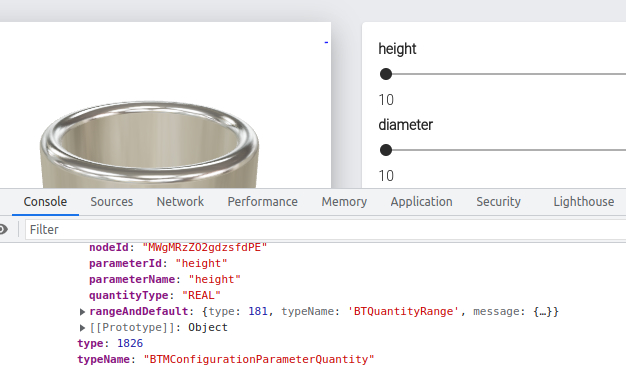 -
height
10
diameter
10
Console Sources Network Performance Memory Application Security Lighthouse
Filter
nodeId: "MWgMRzZO2gdzsfdPE"
parameterId: "height"
parameterName: "height"
quantityType: "REAL"
▶ rangeAndDefault: {type: 181, typeName: 'BTQuantityRange', message: {…}}
▶ [[Prototype]]: Object
type: 1826
typeName: "BTMConfigurationParameterQuantity"